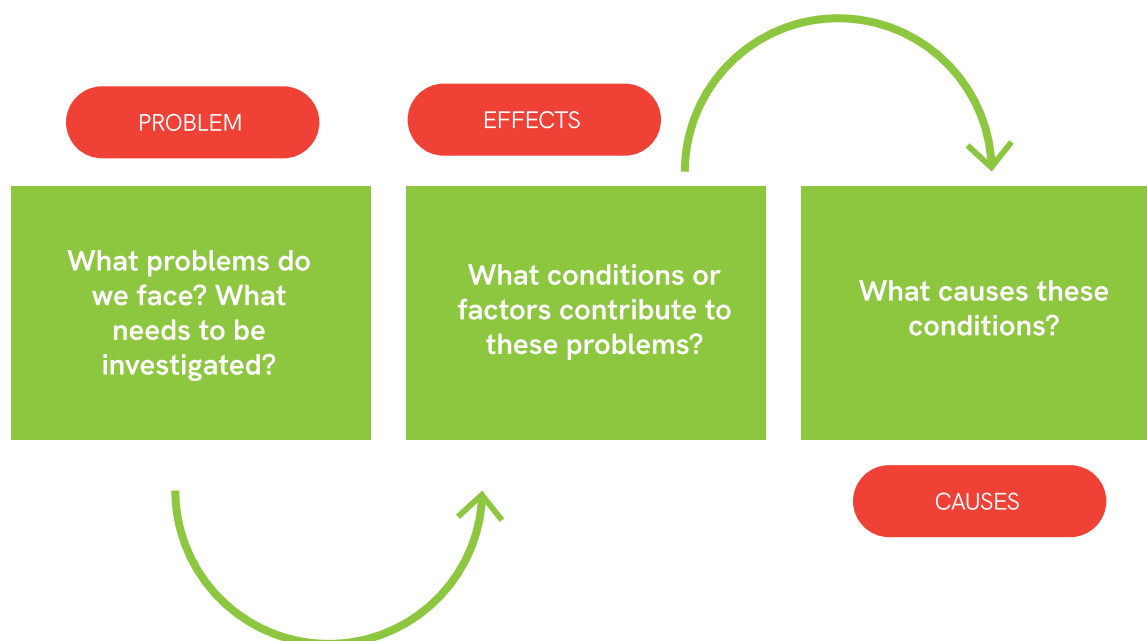 PROBLEM
What problems do
we face? What
needs to be
investigated?
EFFECTS
What conditions or
factors contribute to
these problems?
What causes these
conditions?
CAUSES